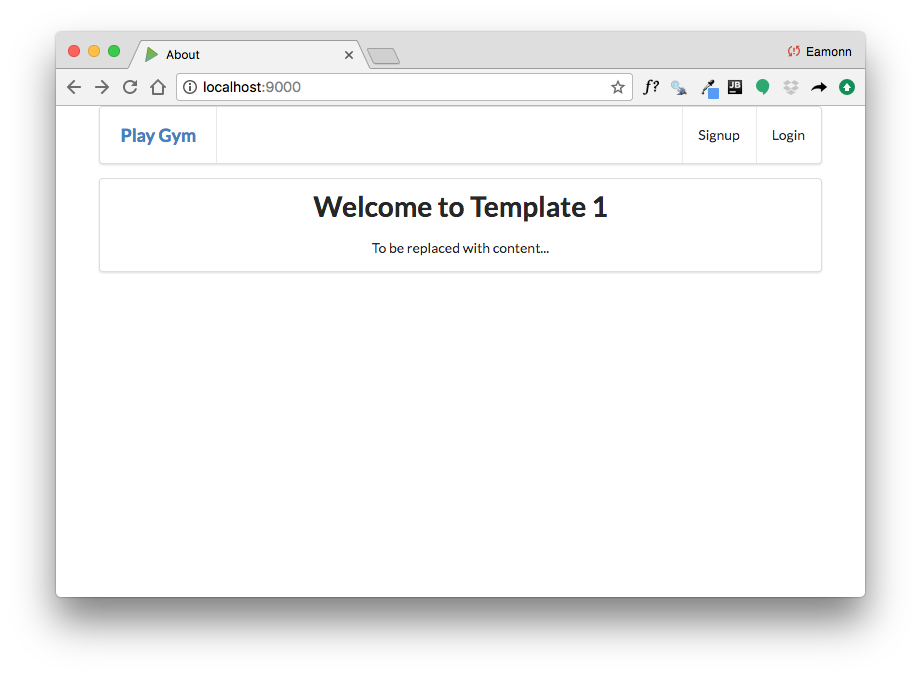 About
Eamonn
localhost:9000
f?
JB
Play Gym
Signup
Login
Welcome to Template 1
To be replaced with content...